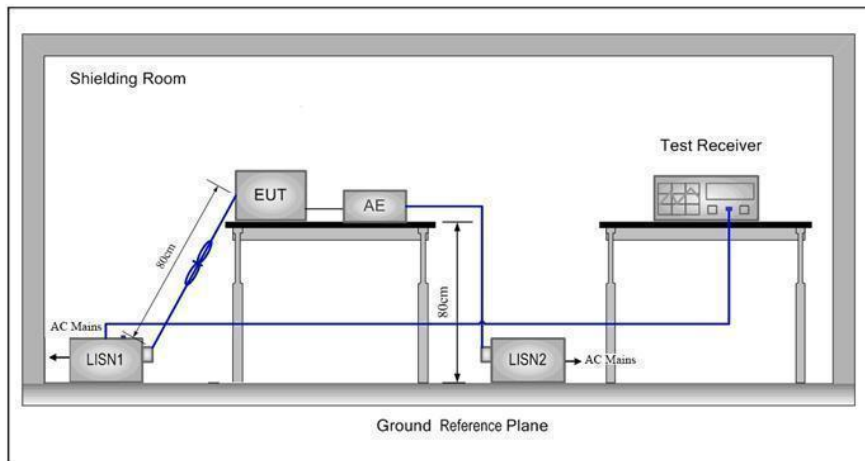 Shielding Room
Test Receiver
EUT
AE
80cm
80cm
AC Mains
LISN1
LISN2
AC Mains
Ground Reference Plane